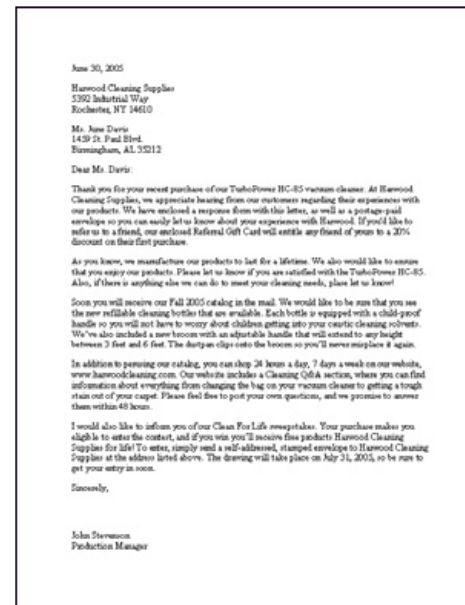 June 30, 2005
Harwood Cleaning Supplies
5392 Industrial Way
Rochester, NY 14610
Ms. June Davis
1459 St. Paul Blvd.
Birmingham, AL 35212
Dear Ms. Davis:
Thank you for your recent purchase of our TurboPower HC-85 vacuum cleaner. At Harwood
Cleaning Supplies, we appreciate hearing from our customers regarding their experiences with
our products. We have enclosed a response form with this letter, as well as a postage-paid
envelope so you can easily let us know about your experience with Harwood. If you'd like to
refer us to a friend, our enclosed Referral Gift Card will entitle any friend of yours to a 20%
discount on their first purchase.
As you know, we manufacture our products to last for a lifetime. We also would like to ensure
that you enjoy our products. Please let us know if you are satisfied with the TurboPower HC-85.
Also, if there is anything else we can do to meet your cleaning needs, please let us know!
Soon you will receive our Fall 2005 catalog in the mail. We would like to be sure that you see
the new refillable cleaning bottles that are available. Each bottle is equipped with a child-proof
handle so you will not have to worry about children getting into your caustic cleaning solvents.
We've also included a new broom with an adjustable handle that will extend to any height
between 3 feet and 6 feet. The dustpan clips onto the broom so you'll never misplace it again.
In addition to perusing our catalog, you can shop 24 hours a day, 7 days a week on our website,
www.harwoodcleaning.com. Our website includes a Cleaning Q&A section, where you can find
information about everything from changing the bag on your vacuum cleaner to getting a tough
stain out of your carpet. Please feel free to post your own questions, and we promise to answer
them within 48 hours.
I would also like to inform you of our Clean For Life sweepstakes. Your purchase makes you
eligible to enter the contest, and if you win you'll receive free products Harwood Cleaning
Supplies for life! To enter, simply send a self-addressed, stamped envelope to Harwood Cleaning
Supplies at the address listed above. The drawing will take place on July 31, 2005, so be sure to
get your entry in soon.
Sincerely,
John Stevenson
Production Manager